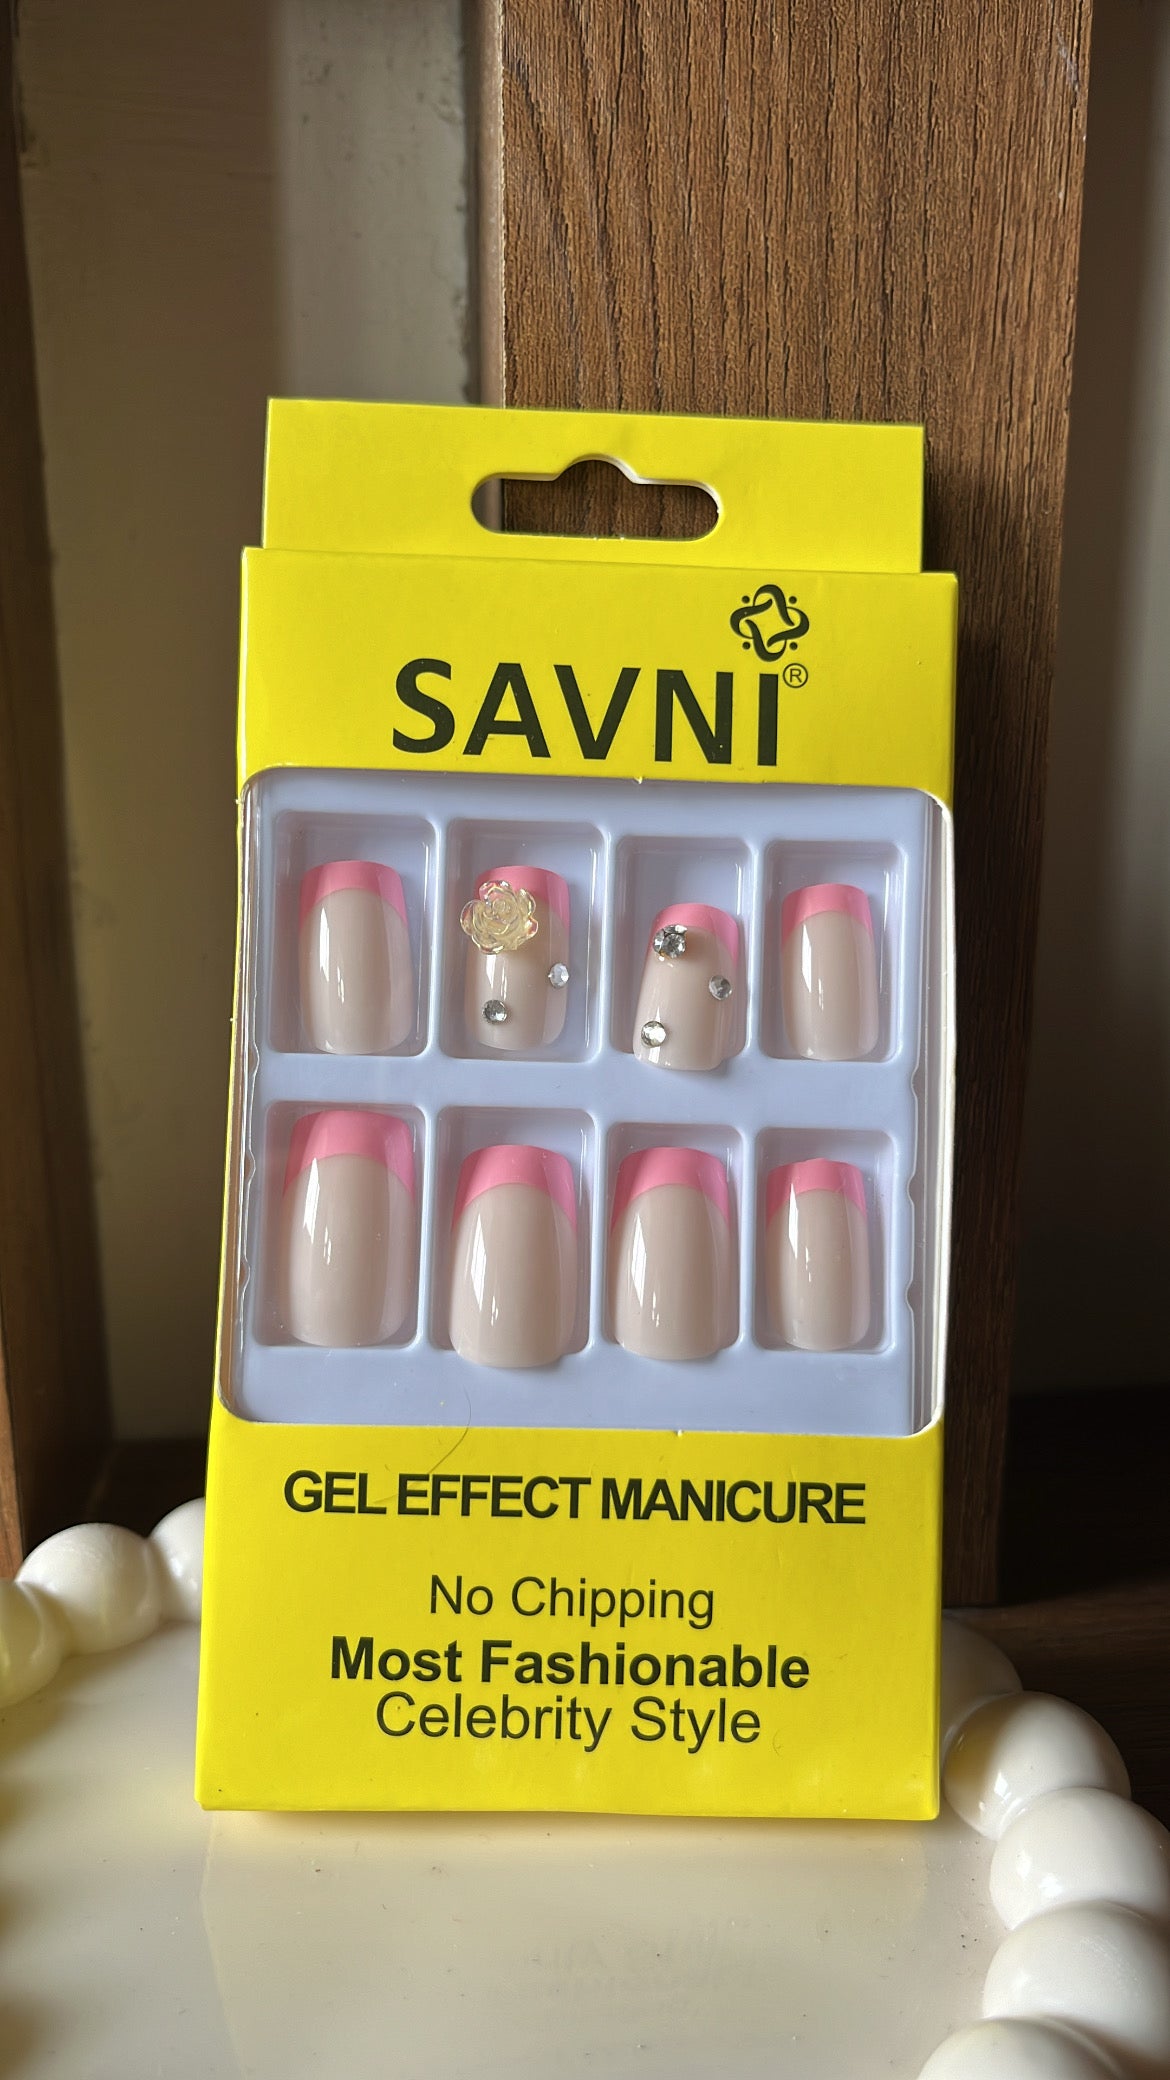 SAVNI®
GEL EFFECT MANICURE
No Chipping
Most Fashionable
Celebrity Style